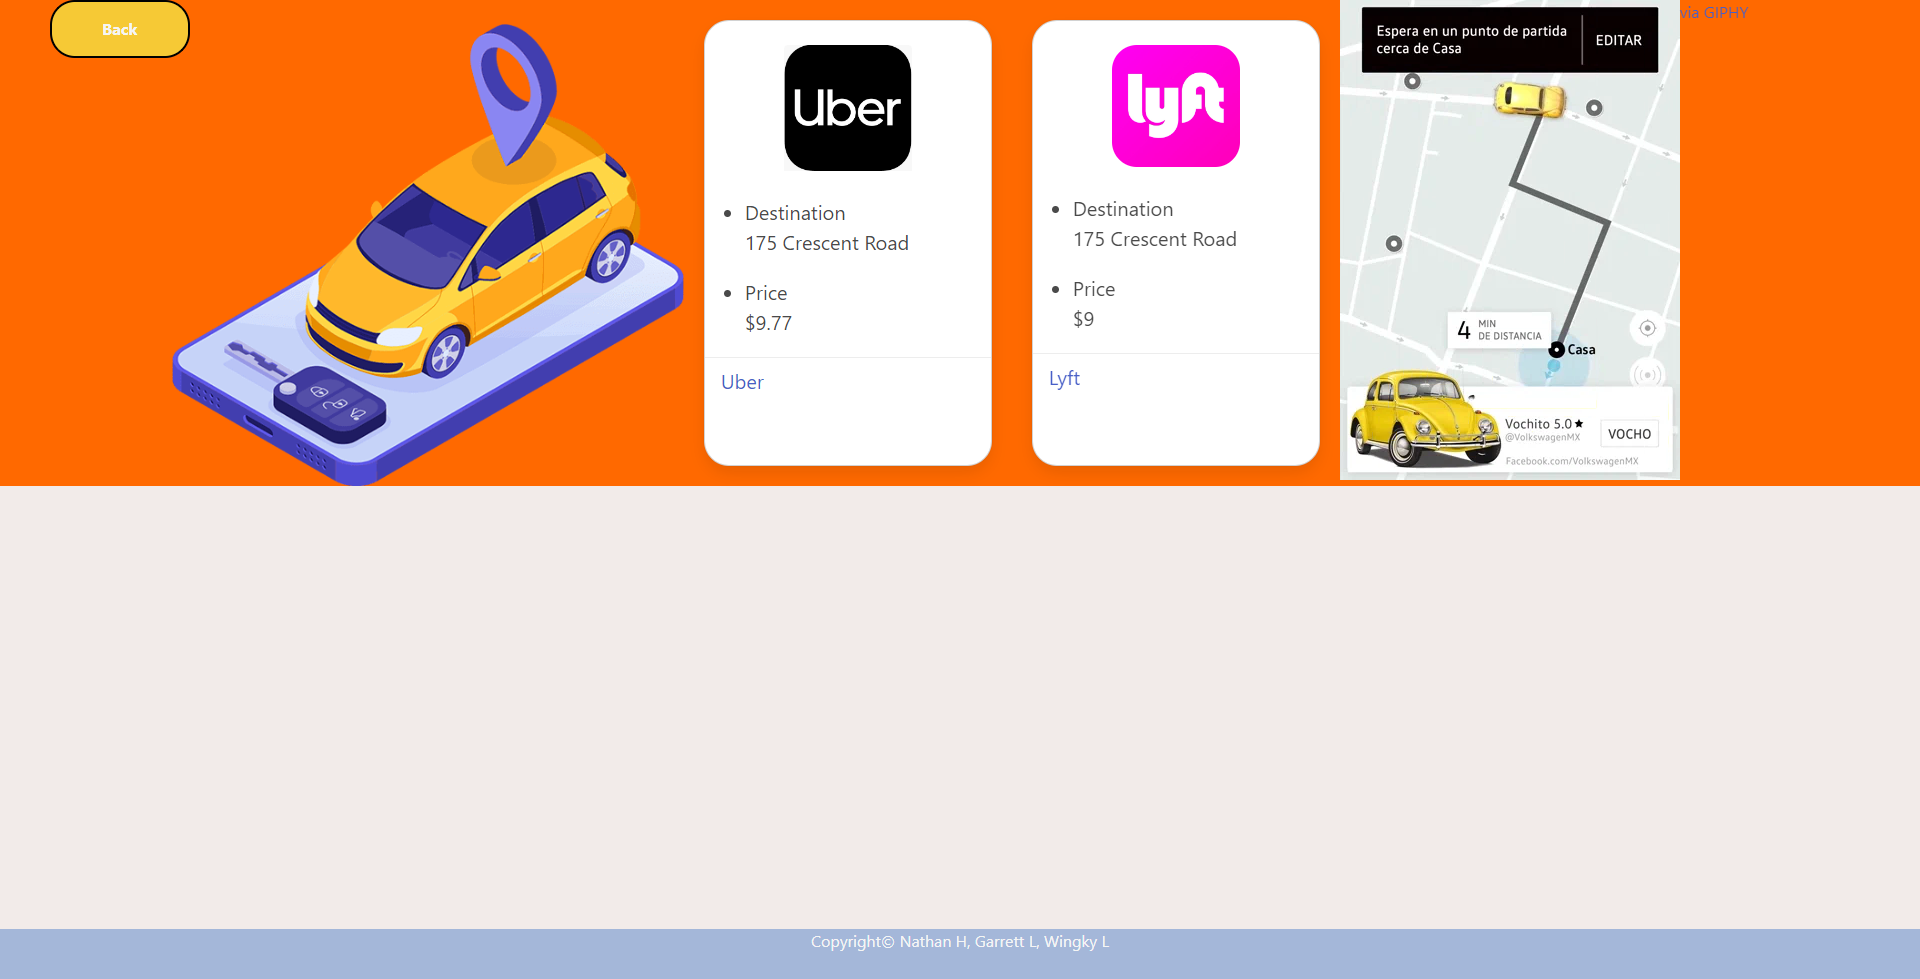 Back
Uber
Destination
175 Crescent Road
Price
$9.77
Uber
lyft
Destination
175 Crescent Road
Price
$9
Lyft
Espera en un punto de partida
cerca de Casa
EDITAR
4 MIN
DE DISTANCIA
Casa
Vochito 5.0★
@VolkswagenMX
VOCHO
Facebook.com/VolkswagenMX
via GIPHY
Copyright© Nathan H, Garrett L, Wingky L